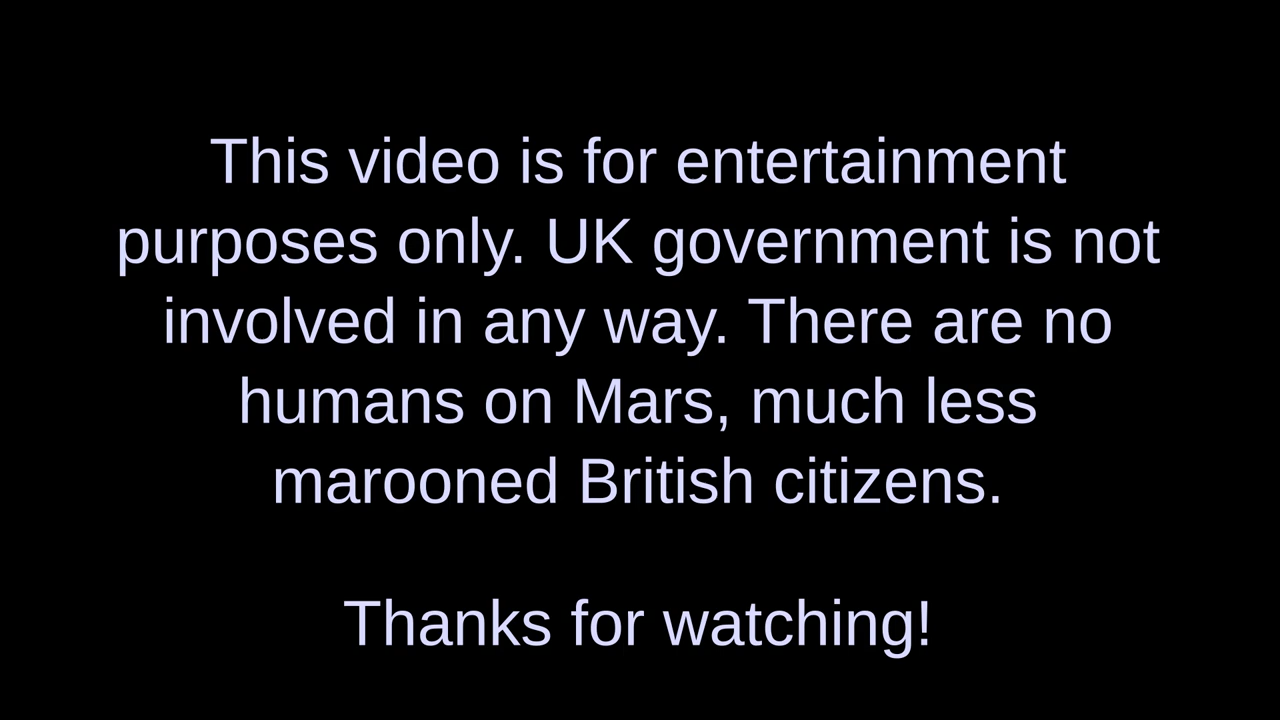 This video is for entertainment
purposes only. UK government is not
involved in any way. There are no
humans on Mars, much less
marooned British citizens.
Thanks for watching!